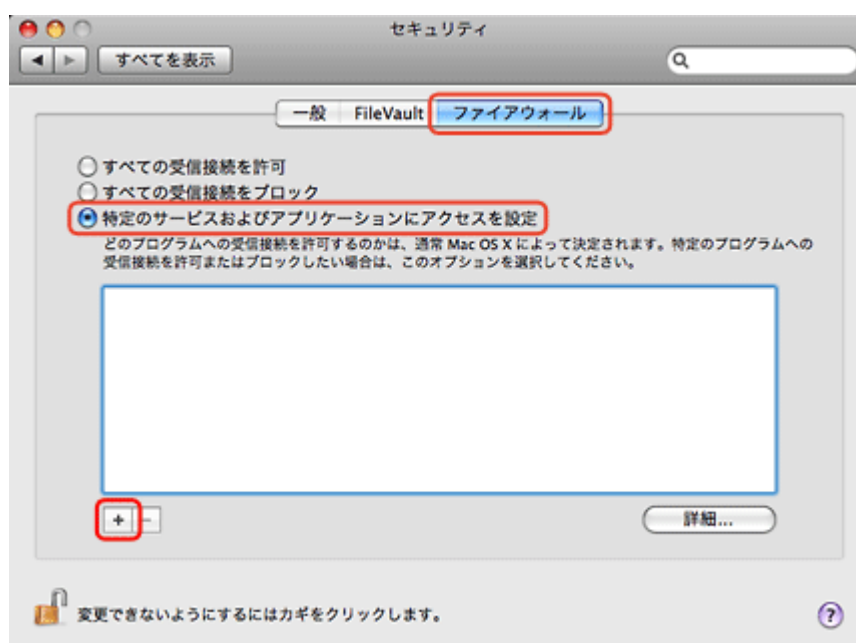 セキュリティ
すべてを表示
一般 FileVault ファイアウォール
すべての受信接続を許可
すべての受信接続をブロック
特定のサービスおよびアプリケーションにアクセスを設定
どのプログラムへの受信接続を許可するのかは、通常 Mac OS X によって決定されます。特定のプログラムへの
受信接続を許可またはブロックしたい場合は、このオプションを選択してください。
+ −
詳細...
変更できないようにするにはカギをクリックします。
?